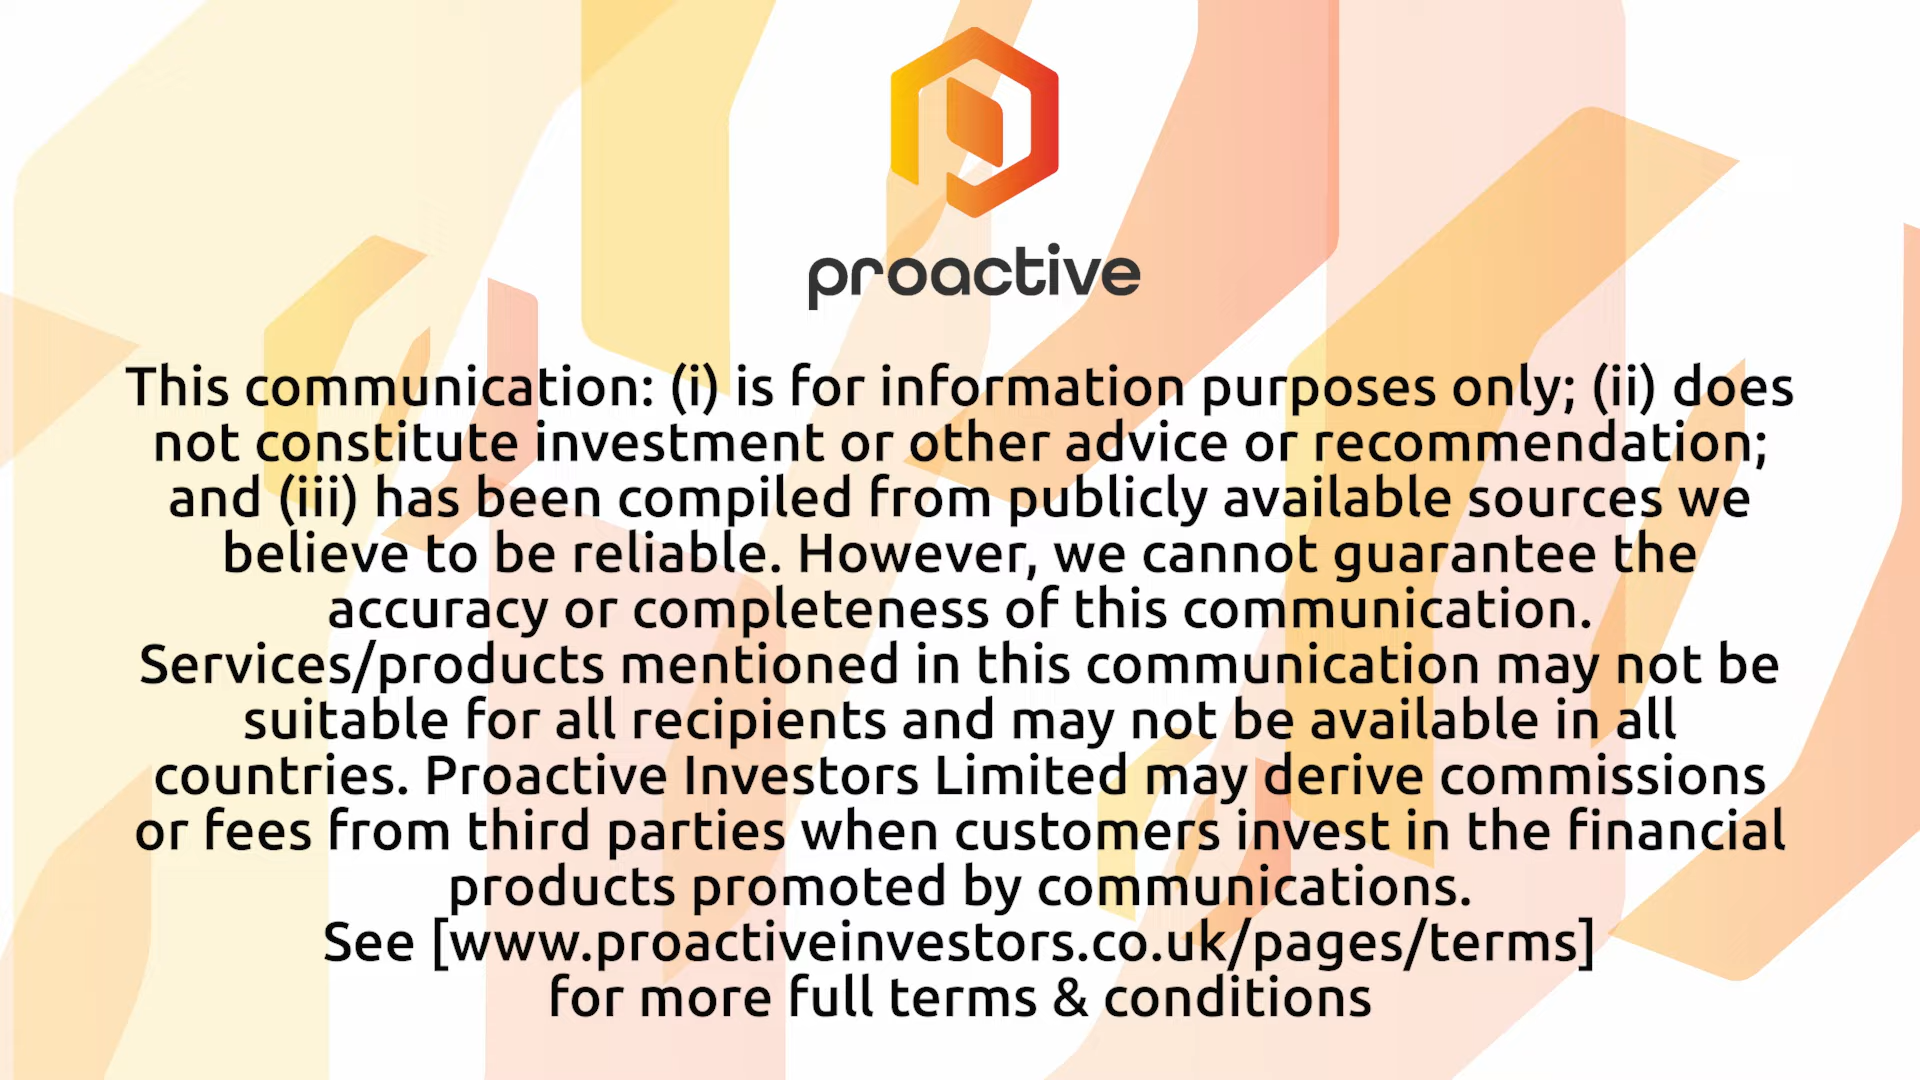 proactive
This communication: (i) is for information purposes only; (ii) does
not constitute investment or other advice or recommendation;
and (iii) has been compiled from publicly available sources we
believe to be reliable. However, we cannot guarantee the
accuracy or completeness of this communication.
Services/products mentioned in this communication may not be
suitable for all recipients and may not be available in all
countries. Proactive Investors Limited may derive commissions
or fees from third parties when customers invest in the financial
products promoted by communications.
See [www.proactiveinvestors.co.uk/pages/terms]
for more full terms & conditions